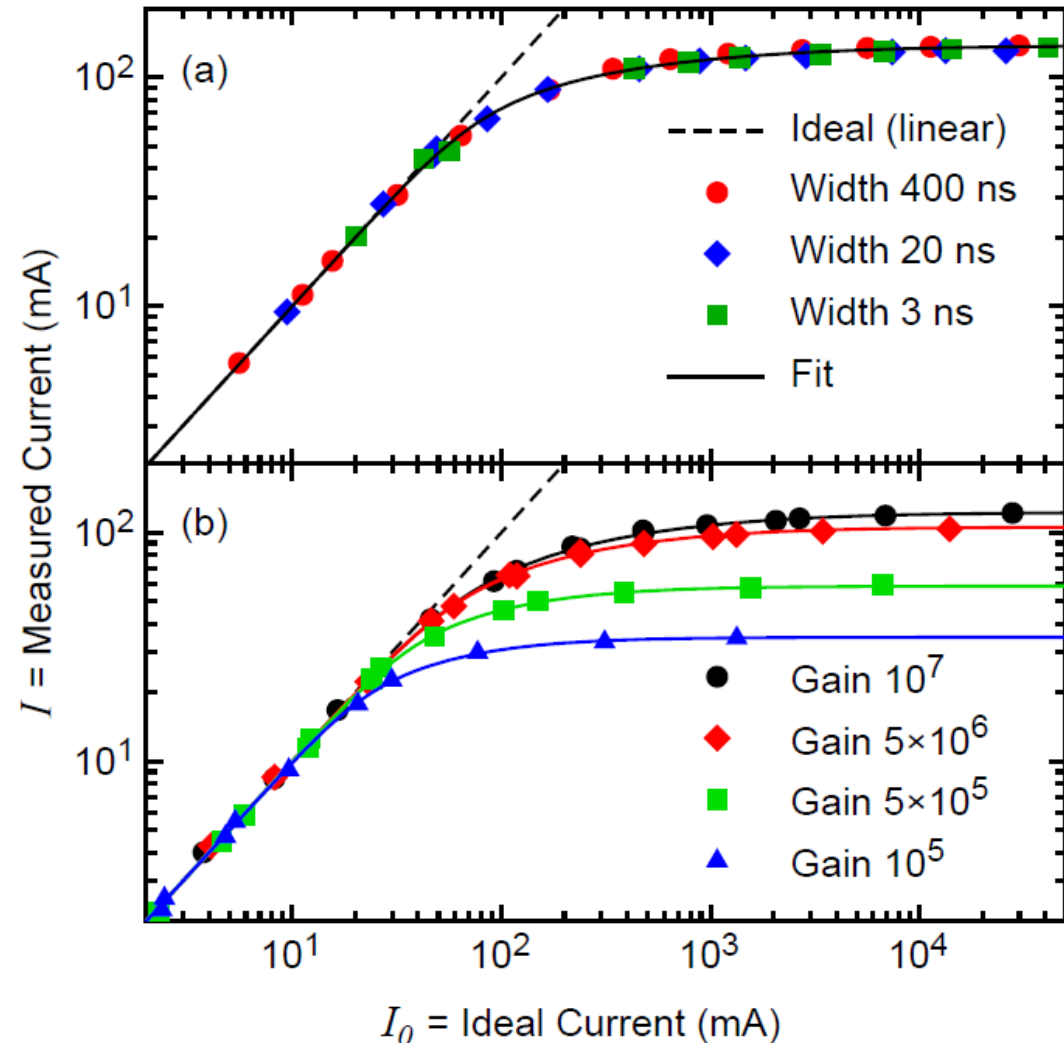 (a)
10²
10¹
Ideal (linear)
Width 400 ns
Width 20 ns
Width 3 ns
Fit
I = Measured Current (mA)
(b)
10²
10¹
Gain 10⁷
Gain 5×10⁶
Gain 5×10⁵
Gain 10⁵
10¹ 10² 10³ 10⁴
I₀ = Ideal Current (mA)